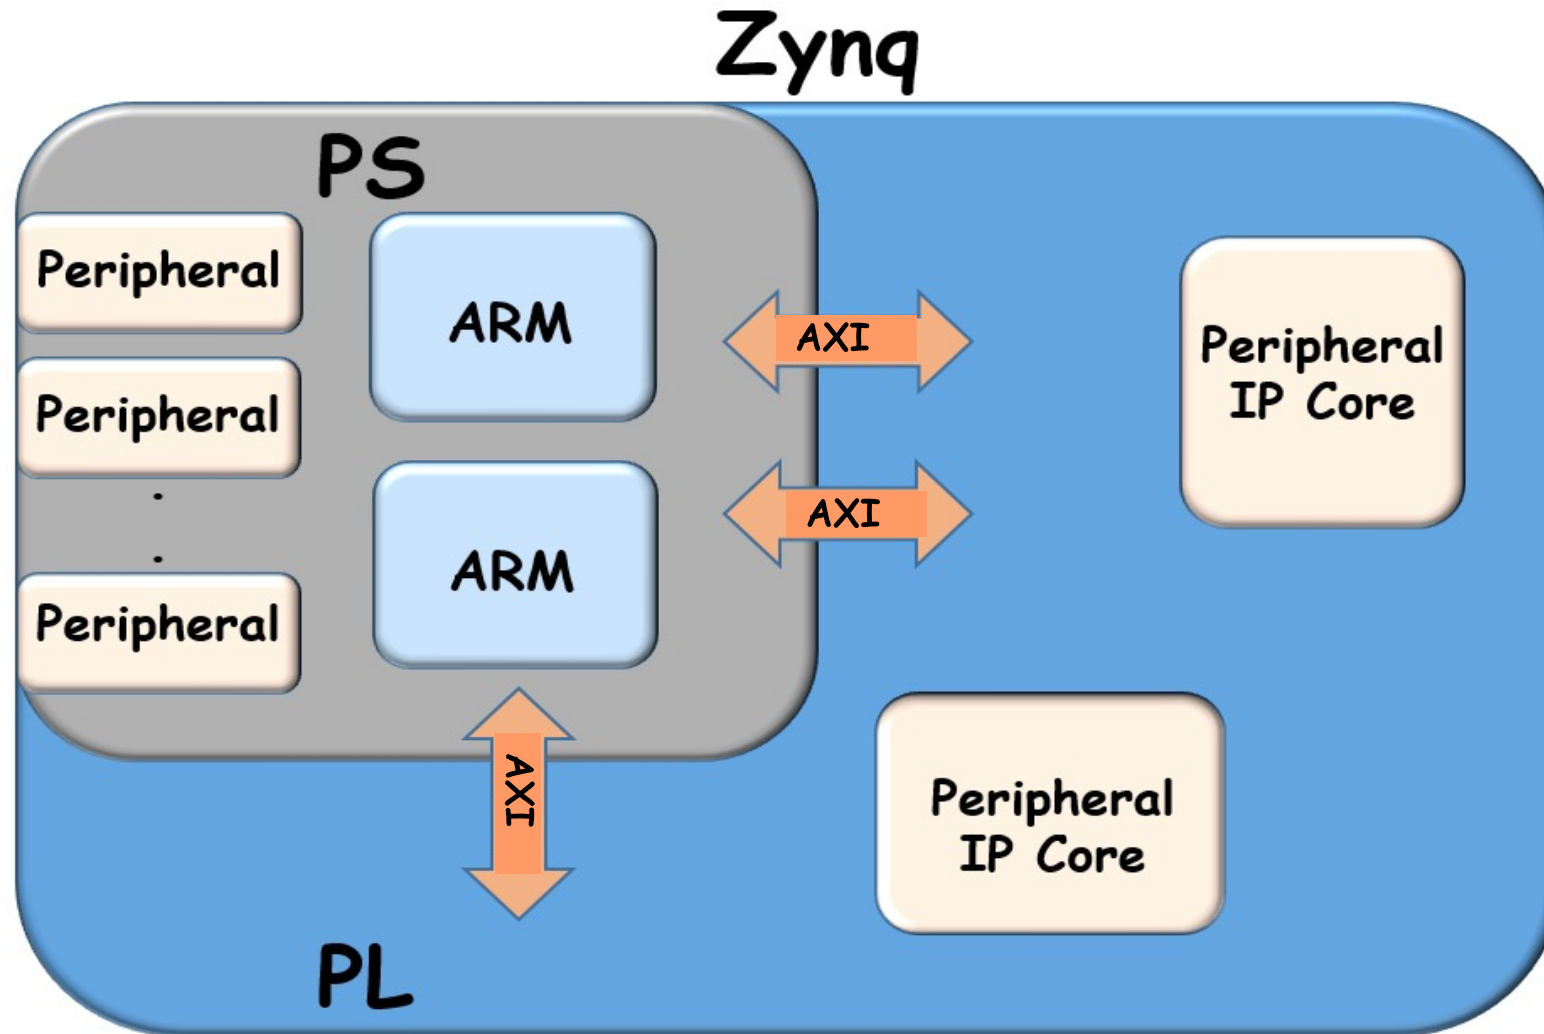 Zynq
PS
Peripheral
ARM
AXI
Peripheral
IP Core
Peripheral
.
.
AXI
ARM
Peripheral
AXI
Peripheral
IP Core
PL